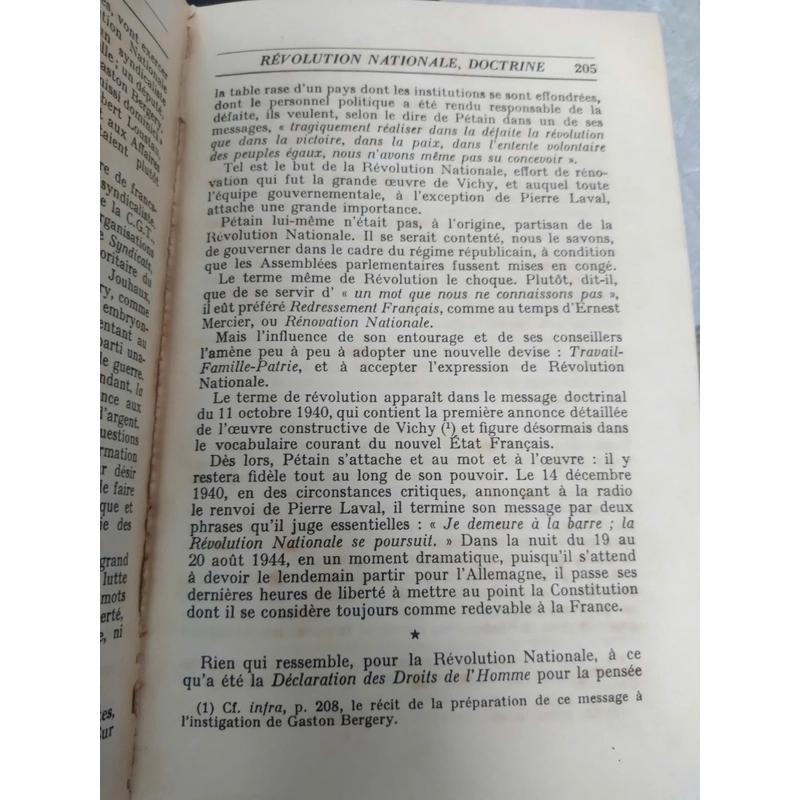 RÉVOLUTION NATIONALE, DOCTRINE 205
la table rase d'un pays dont les institutions se sont effondrées,
dont le personnel politique a été rendu responsable de la
défaite, ils veulent, selon le dire de Pétain dans un de ses
messages, « tragiquement réaliser dans la défaite la révolution
que dans la victoire, dans la paix, dans l'entente volontaire
des peuples égaux, nous n'avons même pas su concevoir ».
Tel est le but de la Révolution Nationale, effort de réno-
vation qui fut la grande œuvre de Vichy, et auquel toute
l'équipe gouvernementale, à l'exception de Pierre Laval,
attache une grande importance.
Pétain lui-même n'était pas, à l'origine, partisan de la
Révolution Nationale. Il se serait contenté, nous le savons,
de gouverner dans le cadre du régime républicain, à condition
que les Assemblées parlementaires fussent mises en congé.
Le terme même de Révolution le choque. Plutôt, dit-il,
que de se servir d' « un mot que nous ne connaissons pas »,
il eût préféré Redressement Français, comme au temps d'Ernest
Mercier, ou Rénovation Nationale.
Mais l'influence de son entourage et de ses conseillers
l'amène peu à peu à adopter une nouvelle devise : Travail-
Famille-Patrie, et à accepter l'expression de Révolution
Nationale.
Le terme de révolution apparaît dans le message doctrinal
du 11 octobre 1940, qui contient la première annonce détaillée
de l'œuvre constructive de Vichy (¹) et figure désormais dans
le vocabulaire courant du nouvel État Français.
Dès lors, Pétain s'attache et au mot et à l'œuvre : il y
restera fidèle tout au long de son pouvoir. Le 14 décembre
1940, en des circonstances critiques, annonçant à la radio
le renvoi de Pierre Laval, il termine son message par deux
phrases qu'il juge essentielles : « Je demeure à la barre ; la
Révolution Nationale se poursuit. » Dans la nuit du 19 au
20 août 1944, en un moment dramatique, puisqu'il s'attend
à devoir le lendemain partir pour l'Allemagne, il passe ses
dernières heures de liberté à mettre au point la Constitution
dont il se considère toujours comme redevable à la France.
★
Rien qui ressemble, pour la Révolution Nationale, à ce
qu'a été la Déclaration des Droits de l'Homme pour la pensée
(1) Cf. infra, p. 208, le récit de la préparation de ce message à
l'instigation de Gaston Bergery.